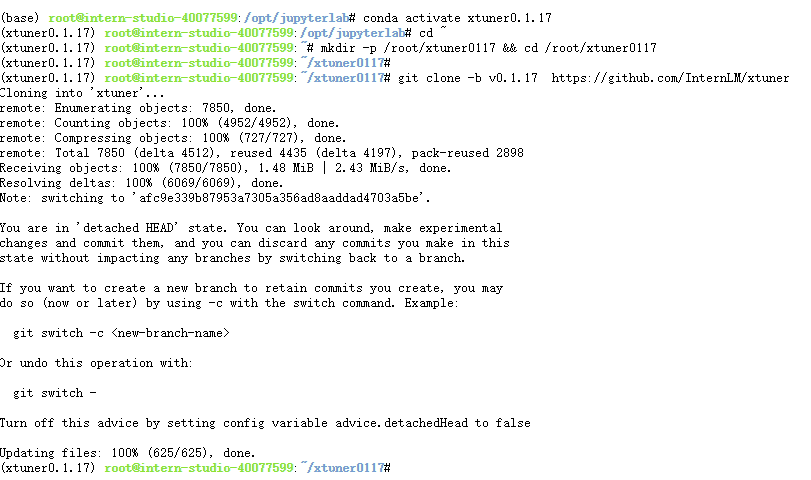 (base) root@intern-studio-40077599:/opt/jupyterlab# conda activate xtuner0.1.17
(xtuner0.1.17) root@intern-studio-40077599:/opt/jupyterlab# cd ~
(xtuner0.1.17) root@intern-studio-40077599:~# mkdir -p /root/xtuner0117 && cd /root/xtuner0117
(xtuner0.1.17) root@intern-studio-40077599:~/xtuner0117#
(xtuner0.1.17) root@intern-studio-40077599:~/xtuner0117# git clone -b v0.1.17  https://github.com/InternLM/xtuner
Cloning into 'xtuner'...
remote: Enumerating objects: 7850, done.
remote: Counting objects: 100% (4952/4952), done.
remote: Compressing objects: 100% (727/727), done.
remote: Total 7850 (delta 4512), reused 4435 (delta 4197), pack-reused 2898
Receiving objects: 100% (7850/7850), 1.48 MiB | 2.43 MiB/s, done.
Resolving deltas: 100% (6069/6069), done.
Note: switching to 'afc9e339b87953a7305a356ad8aaddad4703a5be'.

You are in 'detached HEAD' state. You can look around, make experimental
changes and commit them, and you can discard any commits you make in this
state without impacting any branches by switching back to a branch.

If you want to create a new branch to retain commits you create, you may
do so (now or later) by using -c with the switch command. Example:

  git switch -c <new-branch-name>

Or undo this operation with:

  git switch -

Turn off this advice by setting config variable advice.detachedHead to false

Updating files: 100% (625/625), done.
(xtuner0.1.17) root@intern-studio-40077599:~/xtuner0117#